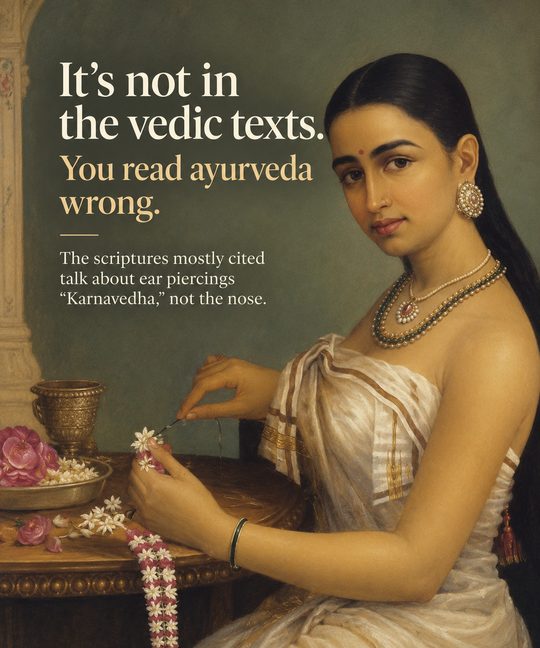 It’s not in
the vedic texts.
You read ayurveda
wrong.
The scriptures mostly cited
talk about ear piercings
“Karnavedha,” not the nose.